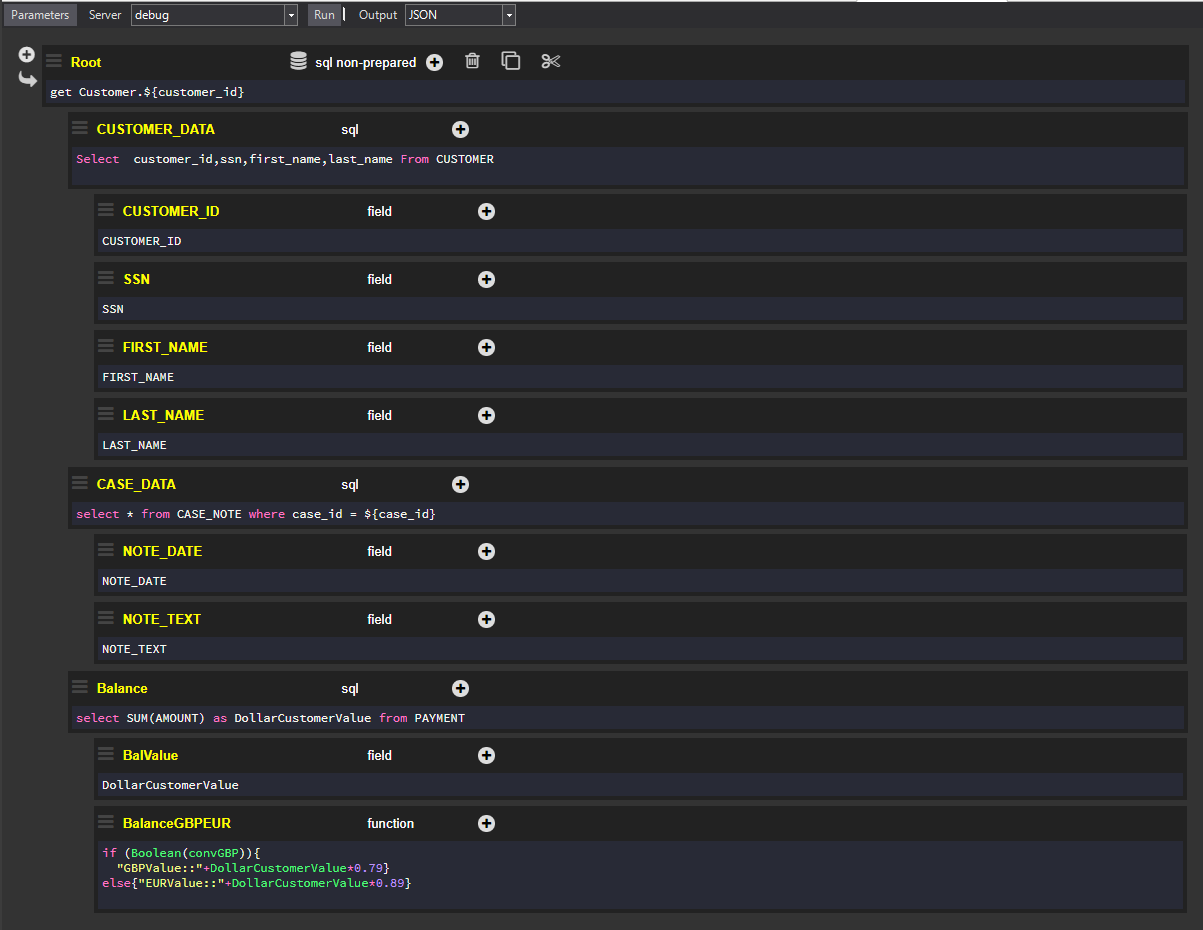 Parameters Server debug Run Output JSON
Root sql non-prepared
get Customer.${customer_id}
CUSTOMER_DATA sql
Select  customer_id,ssn,first_name,last_name From CUSTOMER
CUSTOMER_ID field
CUSTOMER_ID
SSN field
SSN
FIRST_NAME field
FIRST_NAME
LAST_NAME field
LAST_NAME
CASE_DATA sql
select * from CASE_NOTE where case_id = ${case_id}
NOTE_DATE field
NOTE_DATE
NOTE_TEXT field
NOTE_TEXT
Balance sql
select SUM(AMOUNT) as DollarCustomerValue from PAYMENT
BalValue field
DollarCustomerValue
BalanceGBPEUR function
if (Boolean(convGBP)){
  "GBPValue::"+DollarCustomerValue*0.79}
else{"EURValue::"+DollarCustomerValue*0.89}